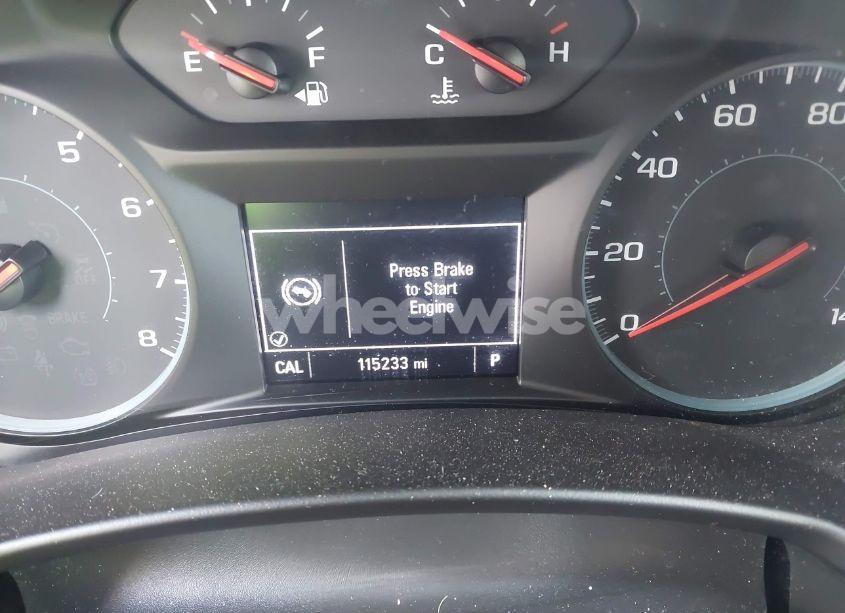 E F
C H
5
6
7
8
BRAKE
0
20
40
60
80
14
Press Brake
to Start
Engine
wheelwise
CAL 115233 mi P